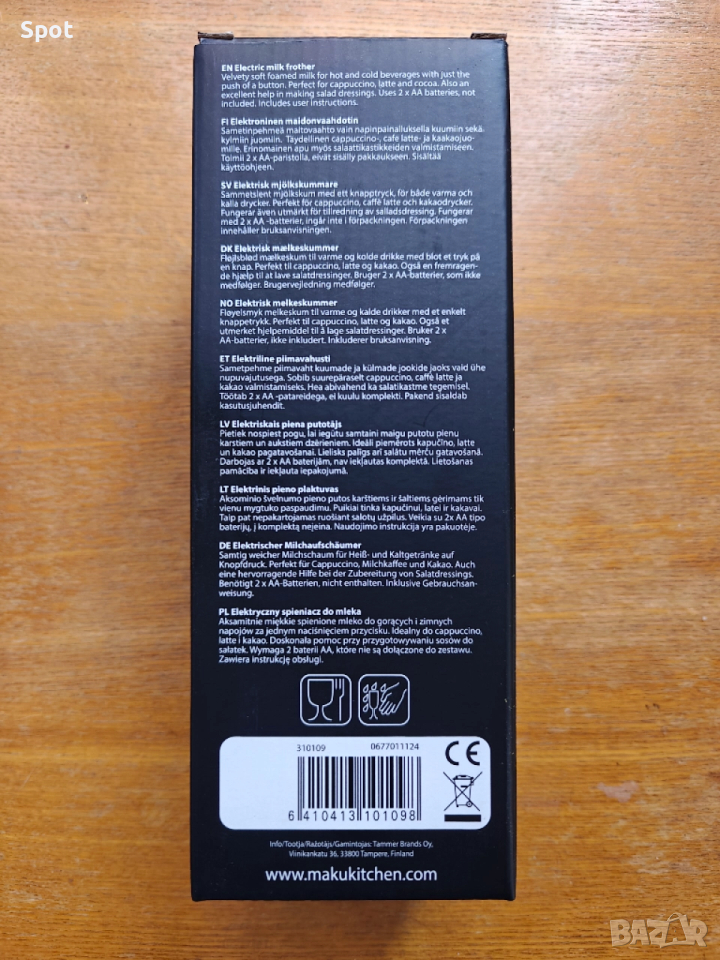 Spot
EN Electric milk frother
Velvety soft foamed milk for hot and cold beverages with just the
push of a button. Perfect for cappuccino, latte and cocoa. Also an
excellent help in making salad dressings. Uses 2 x AA batteries, not
included. Includes user instructions.
FI Elektroninen maidonvaahdotin
Sametinpehmeä maitovaahto vain napinpainalluksella kuumiin sekä
kylmiin juomiin. Täydellinen cappuccino-, cafe latte- ja kaakaojuo-
mille. Erinomainen apu myös salaattikastikkeiden valmistamiseen.
Toimii 2 x AA-paristolla, eivät sisälly pakkaukseen. Sisältää
käyttöohjeen.
SV Elektrisk mjölkskummare
Sammetslent mjölkskum med ett knapptryck, för både varma och
kalla drycker. Perfekt för cappuccino, caffè latte och kakaodrycker.
Fungerar även utmärkt för tillredning av salladsdressing. Fungerar
med 2 x AA -batterier, ingår inte i förpackningen. Förpackningen
innehåller bruksanvisning.
DK Elektrisk mælkeskummer
Fløjlsblød mælkeskum til varme og kolde drikke med blot et tryk på
en knap. Perfekt til cappuccino, latte og kakao. Også en fremragen-
de hjælp til at lave salatdressinger. Bruger 2 x AA-batterier, som ikke
medfølger. Brugervejledning medfølger.
NO Elektrisk melkeskummer
Fløyelsmyk melkeskum til varme og kalde drikker med et enkelt
knappetrykk. Perfekt til cappuccino, latte og kakao. Også et
utmerket hjelpemiddel til å lage salatdressinger. Bruker 2 x
AA-batterier, ikke inkludert. Inkluderer bruksanvisning.
ET Elektriline piimavahusti
Sametpehme piimavaht kuumade ja külmade jookide jaoks vaid ühe
nupuvajutusega. Sobib suurepäraselt cappuccino, caffè latte ja
kakao valmistamiseks. Hea abivahend ka salatikastme tegemisel.
Töötab 2 x AA -patareidega, ei kuulu komplekti. Pakend sisaldab
kasutusjuhendit.
LV Elektriskais piena putotājs
Pietiek nospiest pogu, lai iegūtu samtaini maigu putotu pienu
karstiem un aukstiem dzērieniem. Ideāli piemērots kapučīno, latte
un kakao pagatavošanai. Lielisks palīgs arī salātu mērču gatavošanā.
Darbojas ar 2 x AA baterijām, nav iekļautas komplektā. Lietošanas
pamācība ir iekļauta iepakojumā.
LT Elektrinis pieno plaktuvas
Aksominio švelnumo pieno putos karštiems ir šaltiems gėrimams tik
vienu mygtuko paspaudimu. Puikiai tinka kapučinui, latei ir kakavai.
Taip pat nepakartojamas ruošiant salotų užpilus. Veikia su 2x AA tipo
baterijų, į komplektą neįeina. Naudojimo instrukcija yra pakuotėje.
DE Elektrischer Milchaufschäumer
Samtig weicher Milchschaum für Heiß- und Kaltgetränke auf
Knopfdruck. Perfekt für Cappuccino, Milchkaffee und Kakao. Auch
eine hervorragende Hilfe bei der Zubereitung von Salatdressings.
Benötigt 2 x AA-Batterien, nicht enthalten. Inklusive Gebrauchsan-
weisung.
PL Elektryczny spieniacz do mleka
Aksamitnie miękkie spienione mleko do gorących i zimnych
napojów za jednym naciśnięciem przycisku. Idealny do cappuccino,
latte i kakao. Doskonała pomoc przy przygotowywaniu sosów do
sałatek. Wymaga 2 baterii AA, które nie są dołączone do zestawu.
Zawiera instrukcję obsługi.
310109 0677011124
CE
6 410413 101098
Info/Tootja/Ražotājs/Gamintojas: Tammer Brands Oy,
Viinikankatu 36, 33800 Tampere, Finland
www.makukitchen.com
BAZAR